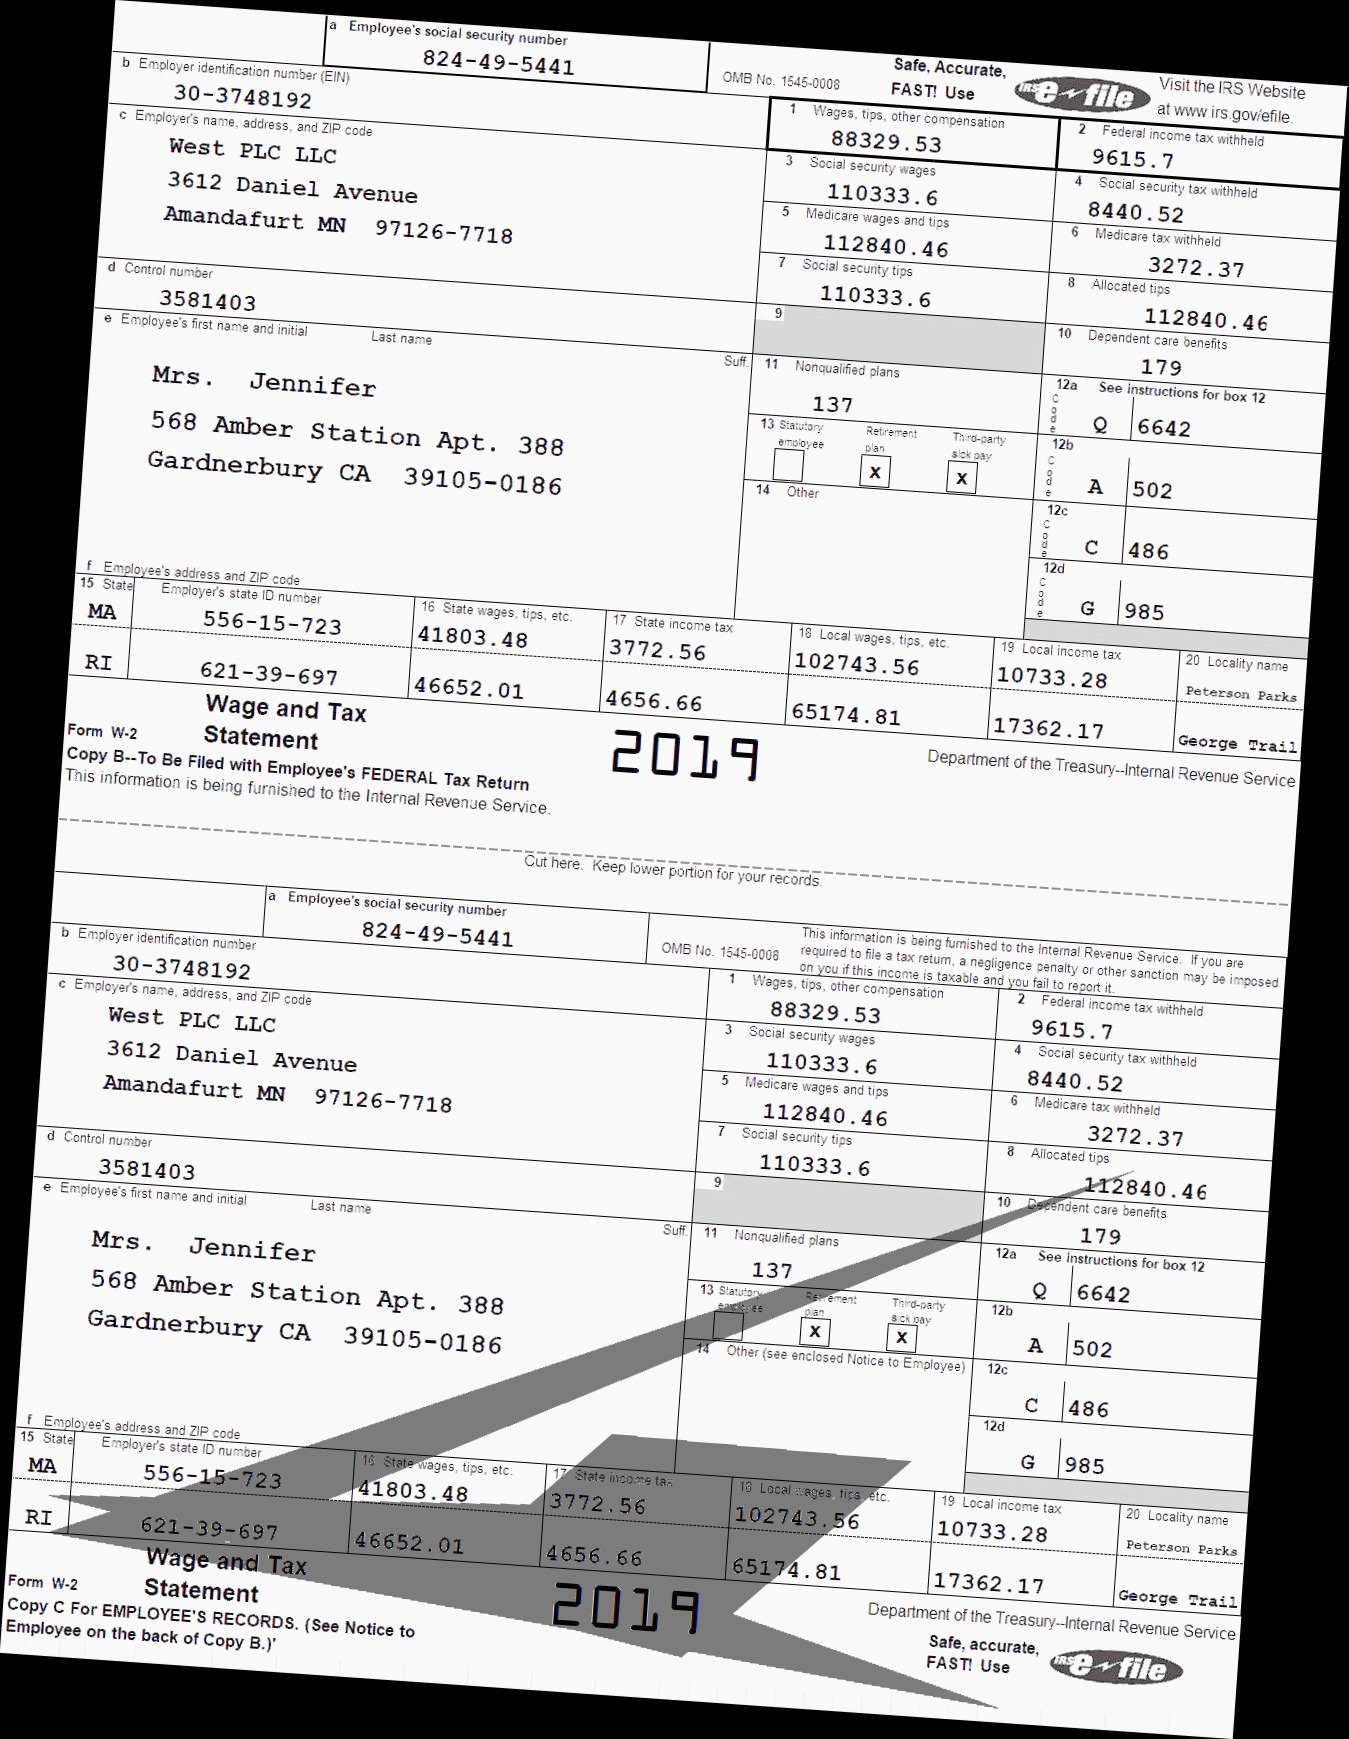 a Employee's social security number
824-49-5441
OMB No. 1545-0008
Safe, Accurate,
FAST! Use
IRS e-file
Visit the IRS Website
at www.irs.gov/efile.
b Employer identification number (EIN)
30-3748192
1 Wages, tips, other compensation
88329.53
2 Federal income tax withheld
9615.7
c Employer's name, address, and ZIP code
West PLC LLC
3612 Daniel Avenue
Amandafurt MN 97126-7718
3 Social security wages
110333.6
4 Social security tax withheld
8440.52
5 Medicare wages and tips
112840.46
6 Medicare tax withheld
3272.37
7 Social security tips
110333.6
8 Allocated tips
112840.46
d Control number
3581403
9
10 Dependent care benefits
179
e Employee's first name and initial Last name Suff.
Mrs. Jennifer
568 Amber Station Apt. 388
Gardnerbury CA 39105-0186
11 Nonqualified plans
137
12a See instructions for box 12
Code Q 6642
13 Statutory employee Retirement plan Third-party sick pay
x x
12b
Code A 502
14 Other
12c
Code C 486
12d
Code G 985
f Employee's address and ZIP code
15 State Employer's state ID number 16 State wages, tips, etc. 17 State income tax 18 Local wages, tips, etc. 19 Local income tax 20 Locality name
MA 556-15-723 41803.48 3772.56 102743.56 10733.28 Peterson Parks
RI 621-39-697 46652.01 4656.66 65174.81 17362.17 George Trail
Wage and Tax
Form W-2 Statement
2019
Department of the Treasury--Internal Revenue Service
Copy B--To Be Filed with Employee's FEDERAL Tax Return
This information is being furnished to the Internal Revenue Service.
Cut here. Keep lower portion for your records.
a Employee's social security number
824-49-5441
OMB No. 1545-0008
This information is being furnished to the Internal Revenue Service. If you are
required to file a tax return, a negligence penalty or other sanction may be imposed
on you if this income is taxable and you fail to report it.
b Employer identification number
30-3748192
1 Wages, tips, other compensation
88329.53
2 Federal income tax withheld
9615.7
c Employer's name, address, and ZIP code
West PLC LLC
3612 Daniel Avenue
Amandafurt MN 97126-7718
3 Social security wages
110333.6
4 Social security tax withheld
8440.52
5 Medicare wages and tips
112840.46
6 Medicare tax withheld
3272.37
7 Social security tips
110333.6
8 Allocated tips
112840.46
d Control number
3581403
9
10 Dependent care benefits
179
e Employee's first name and initial Last name Suff.
Mrs. Jennifer
568 Amber Station Apt. 388
Gardnerbury CA 39105-0186
11 Nonqualified plans
137
12a See instructions for box 12
Q 6642
13 Statutory employee Retirement plan Third-party sick pay
x x
12b
A 502
14 Other (see enclosed Notice to Employee)
12c
C 486
12d
G 985
f Employee's address and ZIP code
15 State Employer's state ID number 16 State wages, tips, etc. 17 State income tax 18 Local wages, tips, etc. 19 Local income tax 20 Locality name
MA 556-15-723 41803.48 3772.56 102743.56 10733.28 Peterson Parks
RI 621-39-697 46652.01 4656.66 65174.81 17362.17 George Trail
Wage and Tax
Form W-2 Statement
2019
Department of the Treasury--Internal Revenue Service
Copy C For EMPLOYEE'S RECORDS. (See Notice to
Employee on the back of Copy B.)'
Safe, accurate,
FAST! Use
IRS e-file